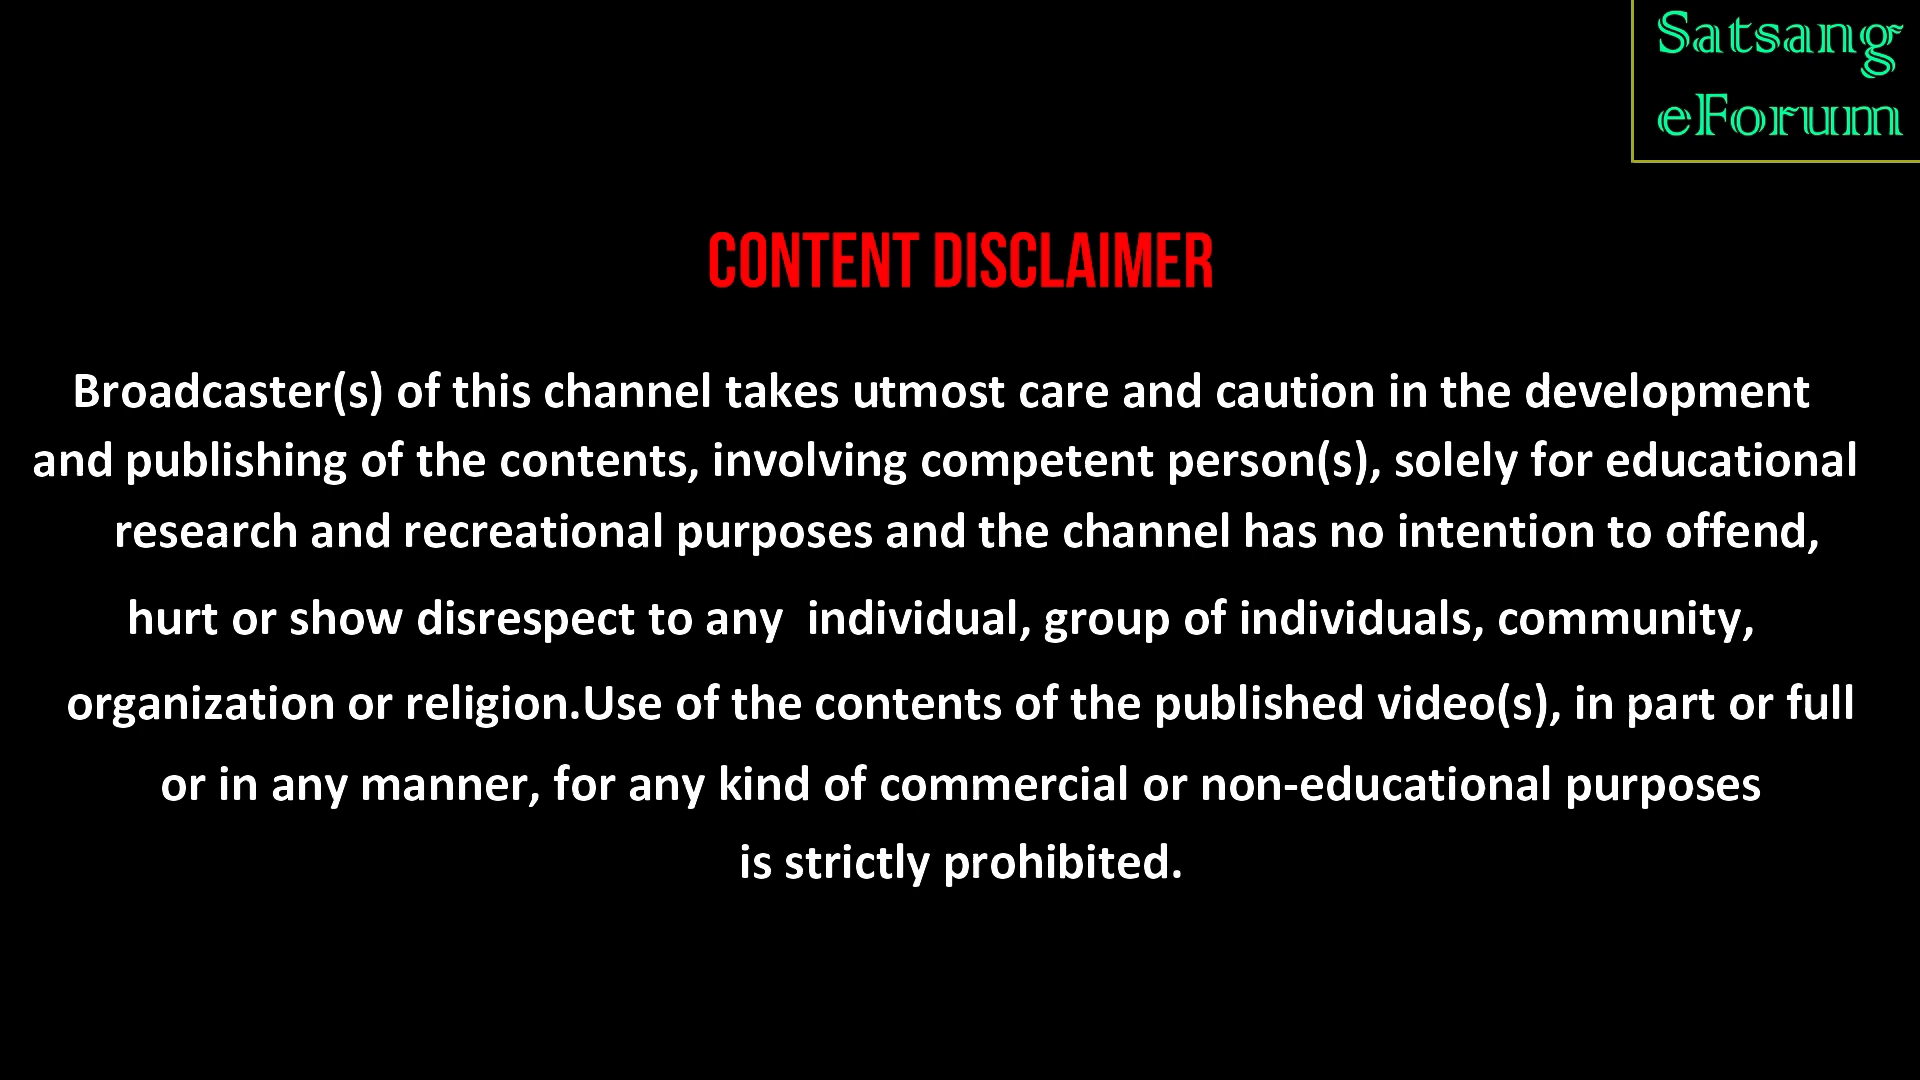 Satsang
eForum
CONTENT DISCLAIMER
Broadcaster(s) of this channel takes utmost care and caution in the development
and publishing of the contents, involving competent person(s), solely for educational
research and recreational purposes and the channel has no intention to offend,
hurt or show disrespect to any  individual, group of individuals, community,
organization or religion.Use of the contents of the published video(s), in part or full
or in any manner, for any kind of commercial or non-educational purposes
is strictly prohibited.